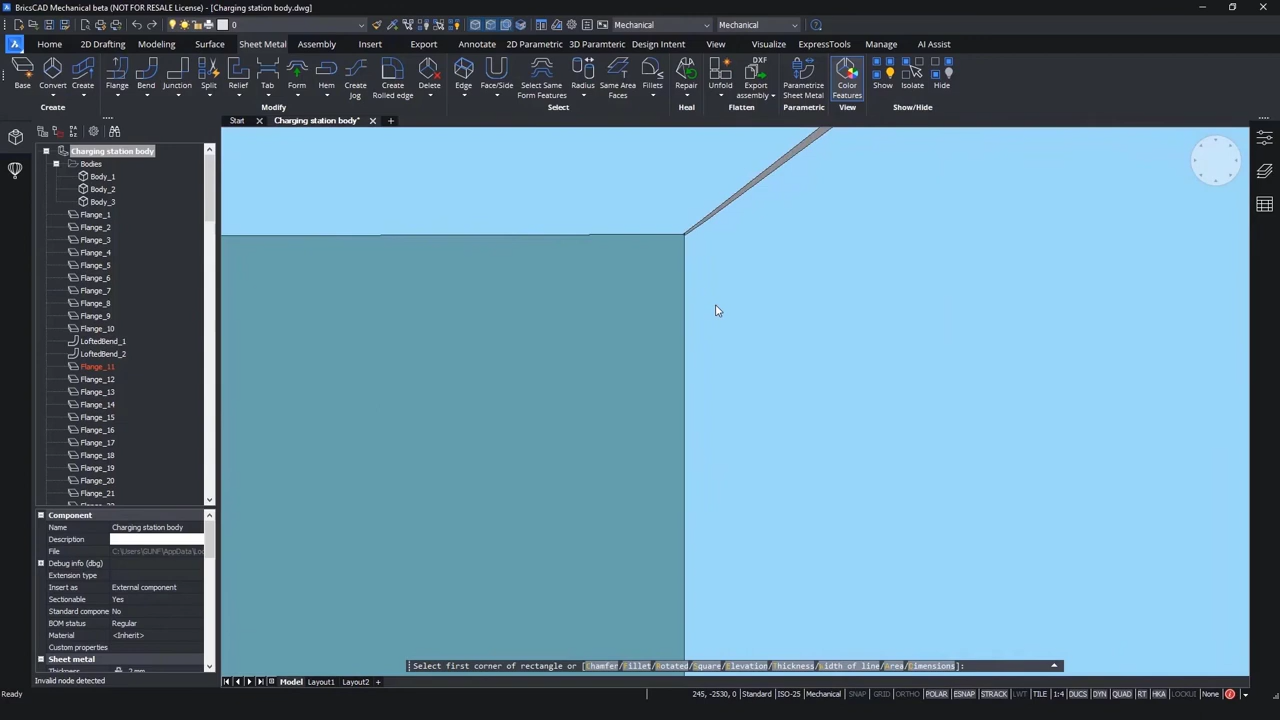 BricsCAD Mechanical beta (NOT FOR RESALE License) - [Charging station body.dwg]
0 Mechanical Mechanical
Home 2D Drafting Modeling Surface Sheet Metal Assembly Insert Export Annotate 2D Parametric 3D Paramteric Design Intent View Visualize ExpressTools Manage AI Assist
Base Convert Create Flange Bend Junction Split Relief Tab Form Hem Create Jog Create Rolled edge Delete Edge Face/Side Select Same Form Features Radius Same Area Faces Fillets Repair Unfold DXF Export assembly Parametrize Sheet Metal Color Features Show Isolate Hide
Create Modify Select Heal Flatten Parametric View Show/Hide
Start Charging station body*
Charging station body
Bodies
Body_1
Body_2
Body_3
Flange_1
Flange_2
Flange_3
Flange_4
Flange_5
Flange_6
Flange_7
Flange_8
Flange_9
Flange_10
LoftedBend_1
LoftedBend_2
Flange_11
Flange_12
Flange_13
Flange_14
Flange_15
Flange_16
Flange_17
Flange_18
Flange_19
Flange_20
Flange_21
Component
Name Charging station body
Description
File C:\Users\GUNF\AppData\Loc
Debug info (dbg)
Extension type
Insert as External component
Sectionable Yes
Standard compone No
BOM status Regular
Material <Inherit>
Custom properties
Sheet metal
Thickness 2 mm
Invalid node detected
Select first corner of rectangle or [Chamfer/Fillet/Rotated/Square/Elevation/Thickness/width of line/Area/Dimensions]:
Model Layout1 Layout2
Ready 245, -2530, 0 Standard ISO-25 Mechanical SNAP GRID ORTHO POLAR ESNAP STRACK LWT TILE 1:4 DUCS DYN QUAD RT HKA LOCKUI None